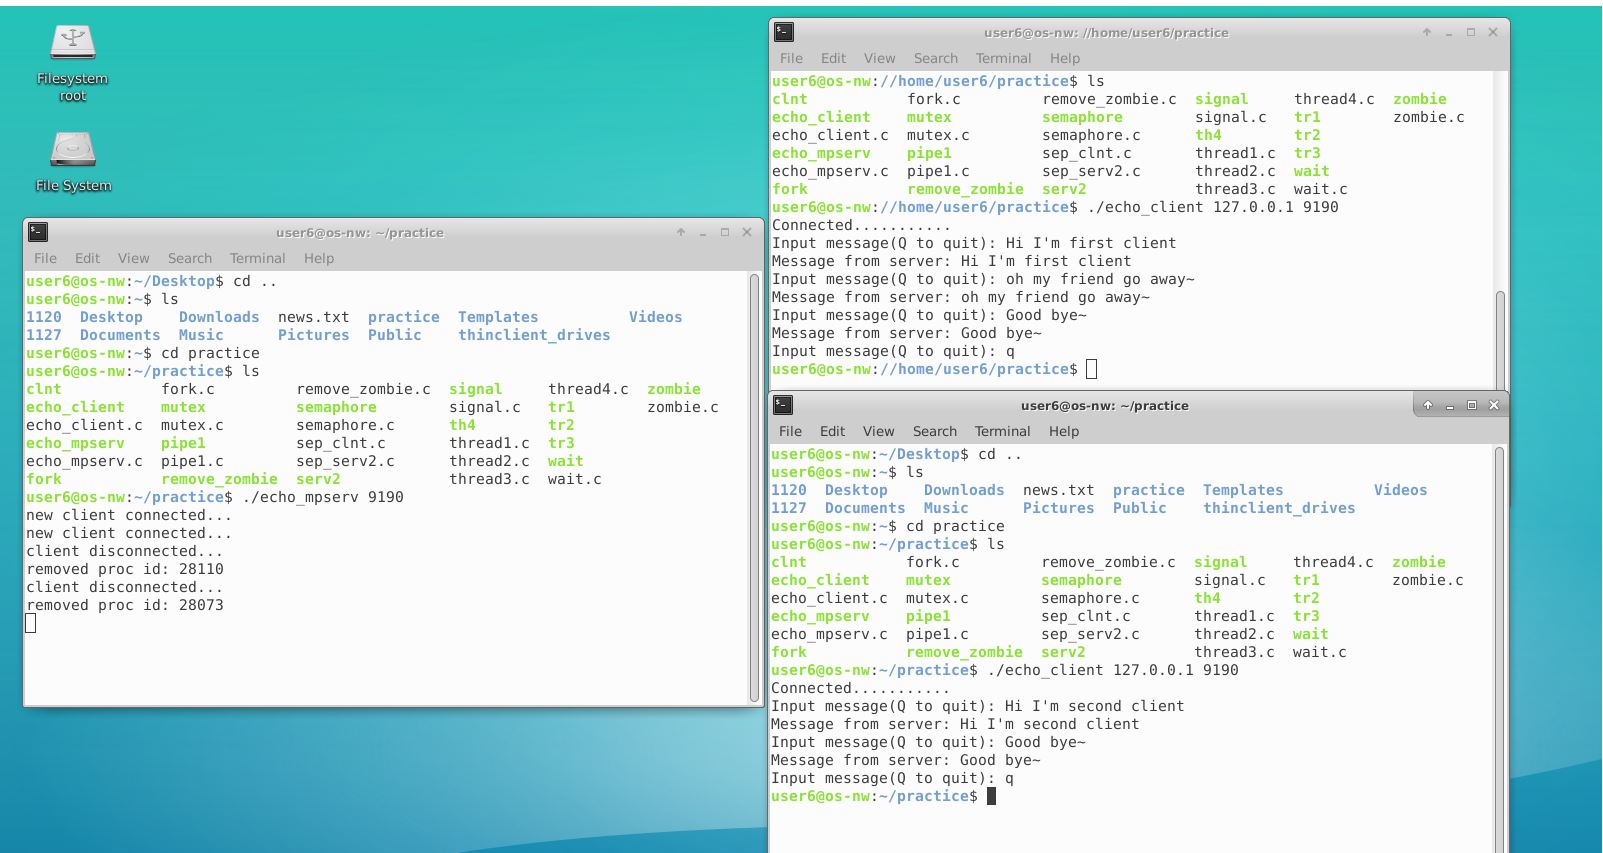 Filesystem
root
File System
user6@os-nw: ~/practice
File Edit View Search Terminal Help
user6@os-nw:~/Desktop$ cd ..
user6@os-nw:~$ ls
1120 Desktop Downloads news.txt practice Templates Videos
1127 Documents Music Pictures Public thinclient_drives
user6@os-nw:~$ cd practice
user6@os-nw:~/practice$ ls
clnt fork.c remove_zombie.c signal thread4.c zombie
echo_client mutex semaphore signal.c tr1 zombie.c
echo_client.c mutex.c semaphore.c th4 tr2
echo_mpserv pipe1 sep_clnt.c thread1.c tr3
echo_mpserv.c pipe1.c sep_serv2.c thread2.c wait
fork remove_zombie serv2 thread3.c wait.c
user6@os-nw:~/practice$ ./echo_mpserv 9190
new client connected...
new client connected...
client disconnected...
removed proc id: 28110
client disconnected...
removed proc id: 28073
user6@os-nw: //home/user6/practice
File Edit View Search Terminal Help
user6@os-nw://home/user6/practice$ ls
clnt fork.c remove_zombie.c signal thread4.c zombie
echo_client mutex semaphore signal.c tr1 zombie.c
echo_client.c mutex.c semaphore.c th4 tr2
echo_mpserv pipe1 sep_clnt.c thread1.c tr3
echo_mpserv.c pipe1.c sep_serv2.c thread2.c wait
fork remove_zombie serv2 thread3.c wait.c
user6@os-nw://home/user6/practice$ ./echo_client 127.0.0.1 9190
Connected...........
Input message(Q to quit): Hi I'm first client
Message from server: Hi I'm first client
Input message(Q to quit): oh my friend go away~
Message from server: oh my friend go away~
Input message(Q to quit): Good bye~
Message from server: Good bye~
Input message(Q to quit): q
user6@os-nw://home/user6/practice$
user6@os-nw: ~/practice
File Edit View Search Terminal Help
user6@os-nw:~/Desktop$ cd ..
user6@os-nw:~$ ls
1120 Desktop Downloads news.txt practice Templates Videos
1127 Documents Music Pictures Public thinclient_drives
user6@os-nw:~$ cd practice
user6@os-nw:~/practice$ ls
clnt fork.c remove_zombie.c signal thread4.c zombie
echo_client mutex semaphore signal.c tr1 zombie.c
echo_client.c mutex.c semaphore.c th4 tr2
echo_mpserv pipe1 sep_clnt.c thread1.c tr3
echo_mpserv.c pipe1.c sep_serv2.c thread2.c wait
fork remove_zombie serv2 thread3.c wait.c
user6@os-nw:~/practice$ ./echo_client 127.0.0.1 9190
Connected...........
Input message(Q to quit): Hi I'm second client
Message from server: Hi I'm second client
Input message(Q to quit): Good bye~
Message from server: Good bye~
Input message(Q to quit): q
user6@os-nw:~/practice$